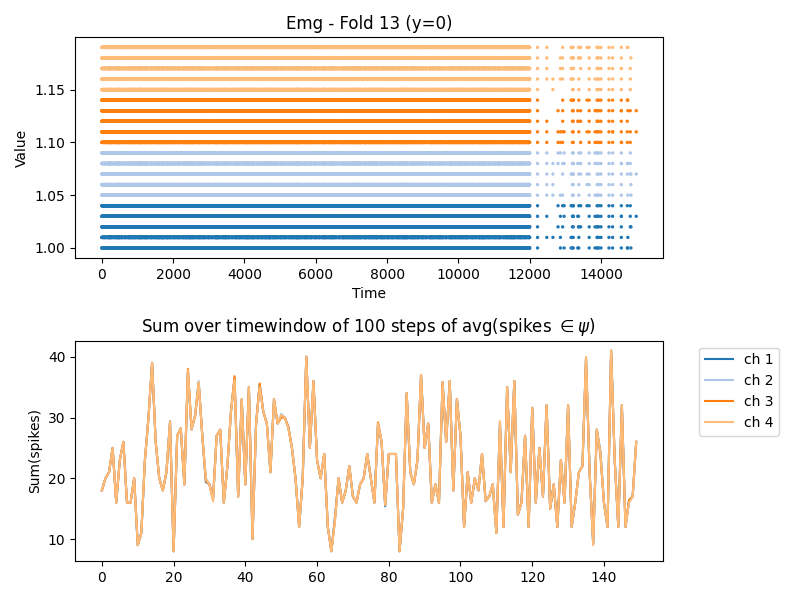 Emg - Fold 13 (y=0)
Value
1.15
1.10
1.05
1.00
0 2000 4000 6000 8000 10000 12000 14000
Time
Sum over timewindow of 100 steps of avg(spikes ∈ ψ)
Sum(spikes)
40
30
20
10
0 20 40 60 80 100 120 140
ch 1
ch 2
ch 3
ch 4